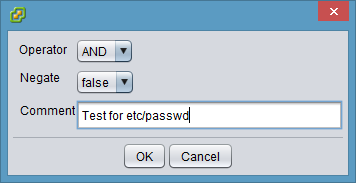 Operator AND
Negate false
Comment Test for etc/passwd
OK Cancel